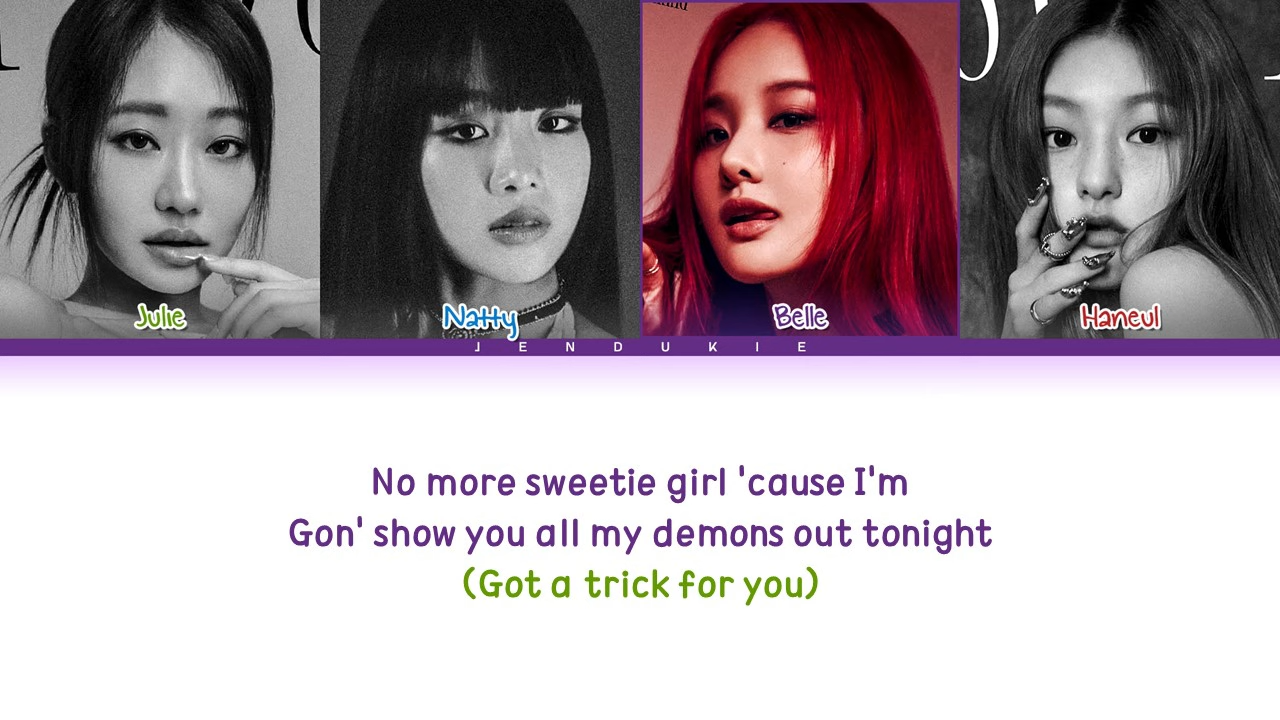 Julie
Natty
Belle
Haneul
JENDUKIE
No more sweetie girl 'cause I'm
Gon' show you all my demons out tonight
(Got a trick for you)